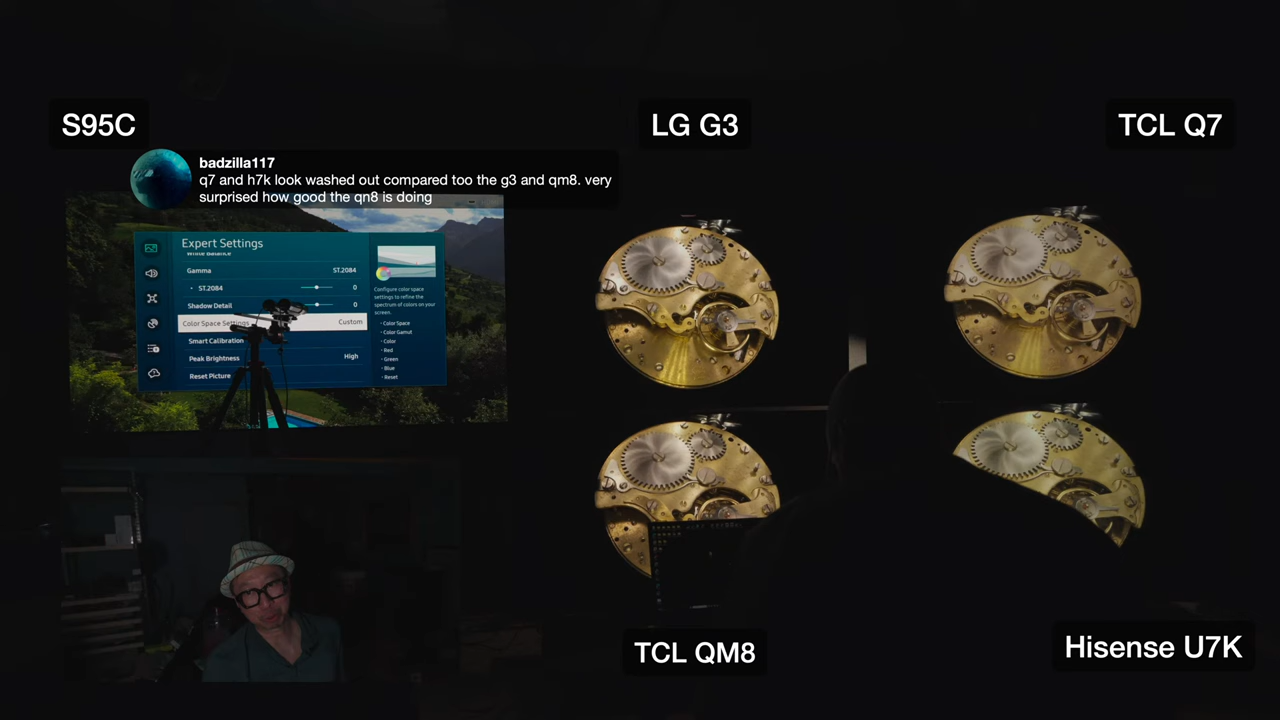 S95C
LG G3
TCL Q7
badzilla117
q7 and h7k look washed out compared too the g3 and qm8. very
surprised how good the qn8 is doing
Expert Settings
White Balance
Gamma ST.2084
• ST.2084 0
Shadow Detail 0
Color Space Settings Custom
Smart Calibration
Peak Brightness High
Reset Picture
Configure color space
settings to refine the
spectrum of colors on your
screen.
• Color Space
• Color Gamut
• Color
• Red
• Green
• Blue
• Reset
TCL QM8
Hisense U7K